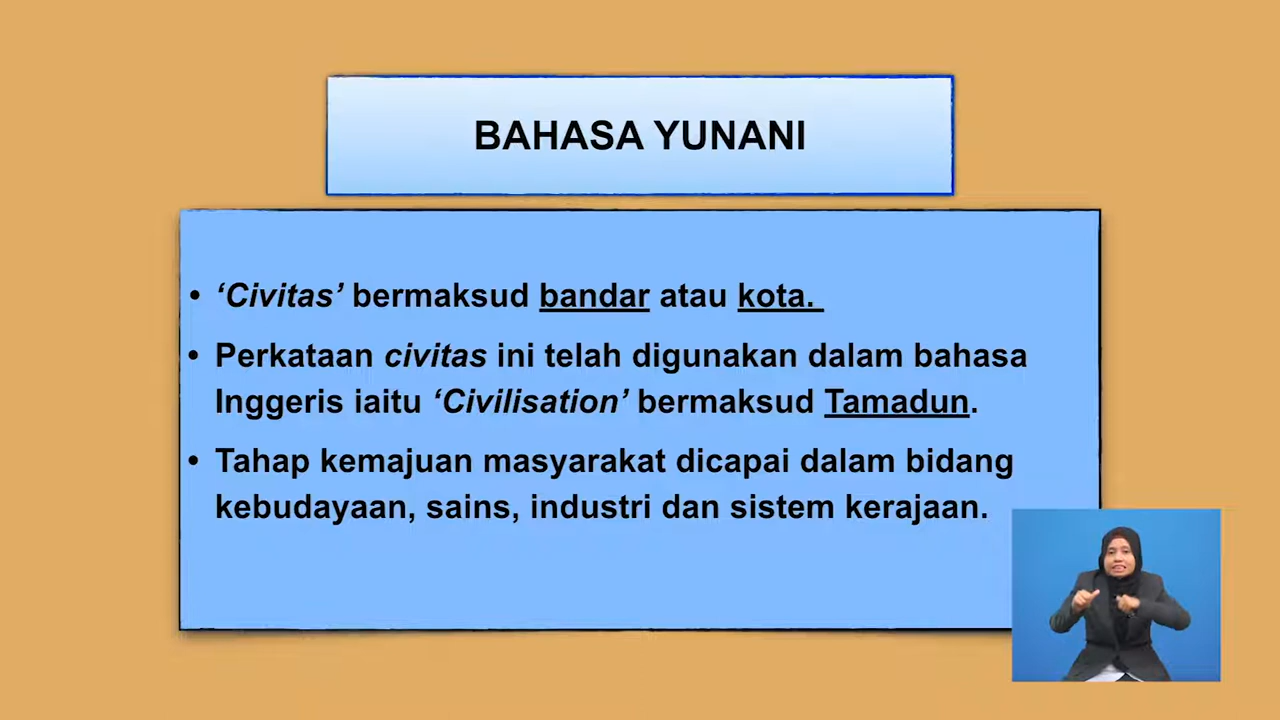 BAHASA YUNANI
• ‘Civitas’ bermaksud bandar atau kota.
• Perkataan civitas ini telah digunakan dalam bahasa
Inggeris iaitu ‘Civilisation’ bermaksud Tamadun.
• Tahap kemajuan masyarakat dicapai dalam bidang
kebudayaan, sains, industri dan sistem kerajaan.